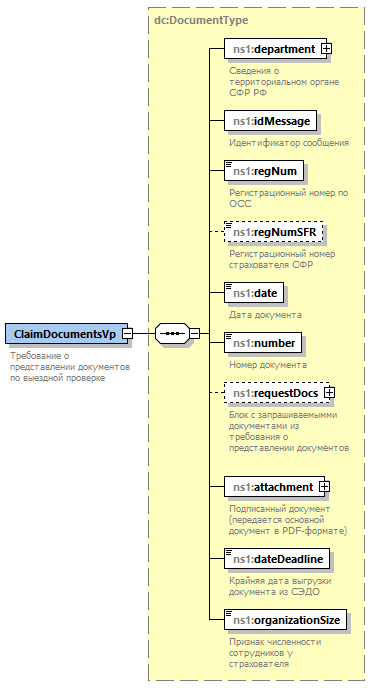 dc:DocumentType
ns1:department
Сведения о
территориальном органе
СФР РФ
ns1:idMessage
Идентификатор сообщения
ns1:regNum
Регистрационный номер по
ОСС
ns1:regNumSFR
Регистрационный номер
страхователя СФР
ns1:date
Дата документа
ClaimDocumentsVp
Требование о
представлении документов
по выездной проверке
ns1:number
Номер документа
ns1:requestDocs
Блок с запрашиваемымми
документами из
требования о
представлении документов
ns1:attachment
Подписанный документ
(передается основной
документ в PDF-формате)
ns1:dateDeadline
Крайняя дата выгрузки
документа из СЭДО
ns1:organizationSize
Признак численности
сотрудников у
страхователя